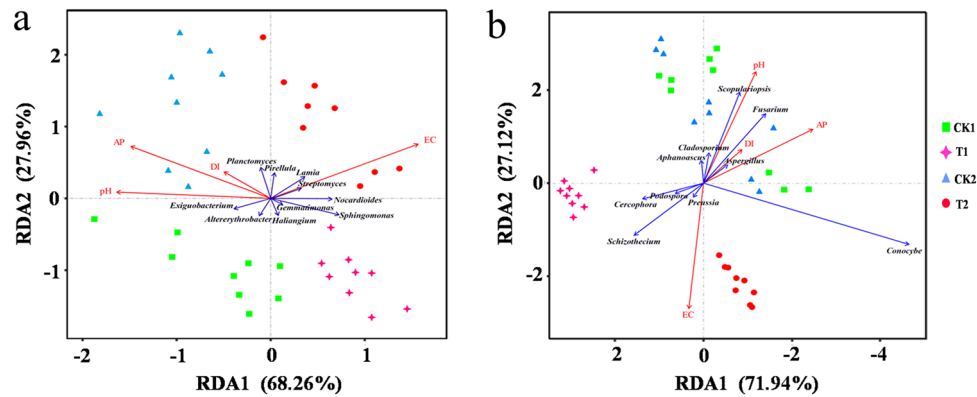 a
RDA2 (27.96%)
2
1
0
-1
AP
EC
DI
pH
Planctomyces
Pirellula
Lamia
Streptomyces
Nocardioides
Exiguobacterium
Gemmatimonas
Sphingomonas
Altererythrobacter
Haliangium
-2
-1
0
1
RDA1 (68.26%)
b
RDA2 (27.12%)
2
0
-2
pH
Scopulariopsis
Fusarium
AP
DI
Cladosporium
Aphanoascus
Aspergillus
Podospora
Cercophora
Preussia
Schizothecium
Conocybe
EC
2
0
-2
-4
RDA1 (71.94%)
CK1
T1
CK2
T2